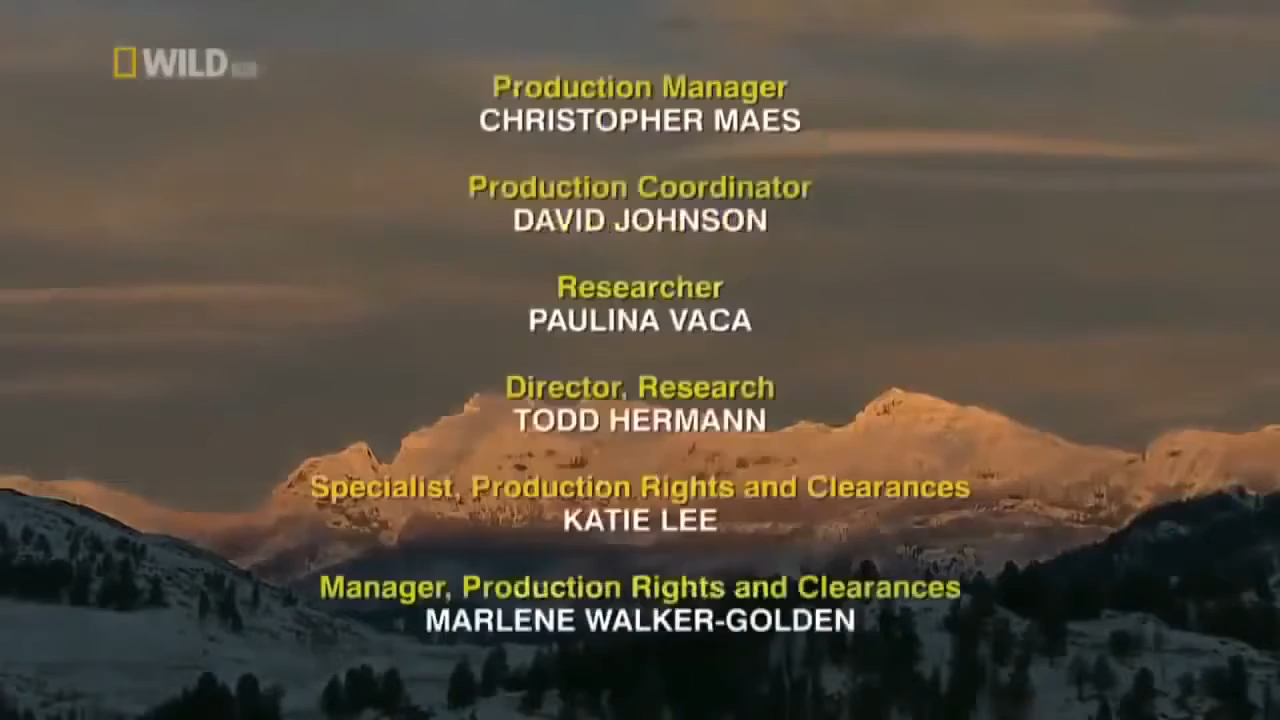 WILD
Production Manager
CHRISTOPHER MAES
Production Coordinator
DAVID JOHNSON
Researcher
PAULINA VACA
Director, Research
TODD HERMANN
Specialist, Production Rights and Clearances
KATIE LEE
Manager, Production Rights and Clearances
MARLENE WALKER-GOLDEN